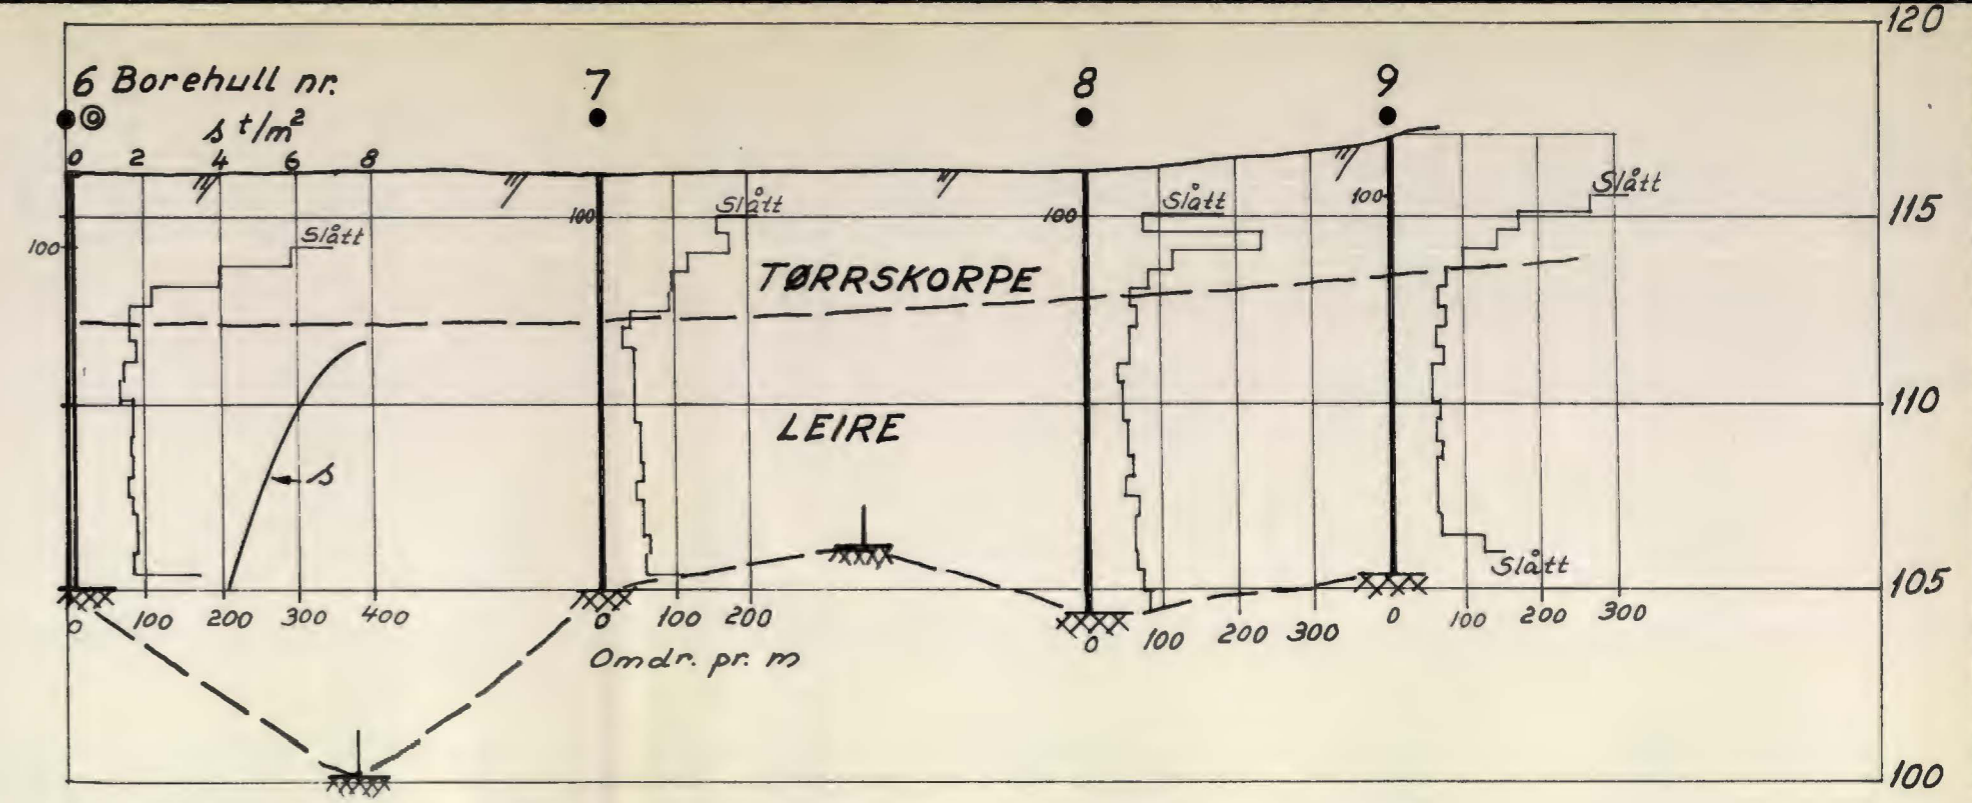 120
6 Borehull nr. 7 8 9
s t/m²
0 2 4 6 8
Slått
Slått
Slått
Slått
100 100 100 100
115
TØRRSKORPE
110
LEIRE
s
Slått
105
0 100 200 300 400 0 100 200 0 100 200 300 0 100 200 300
Omdr. pr. m
100